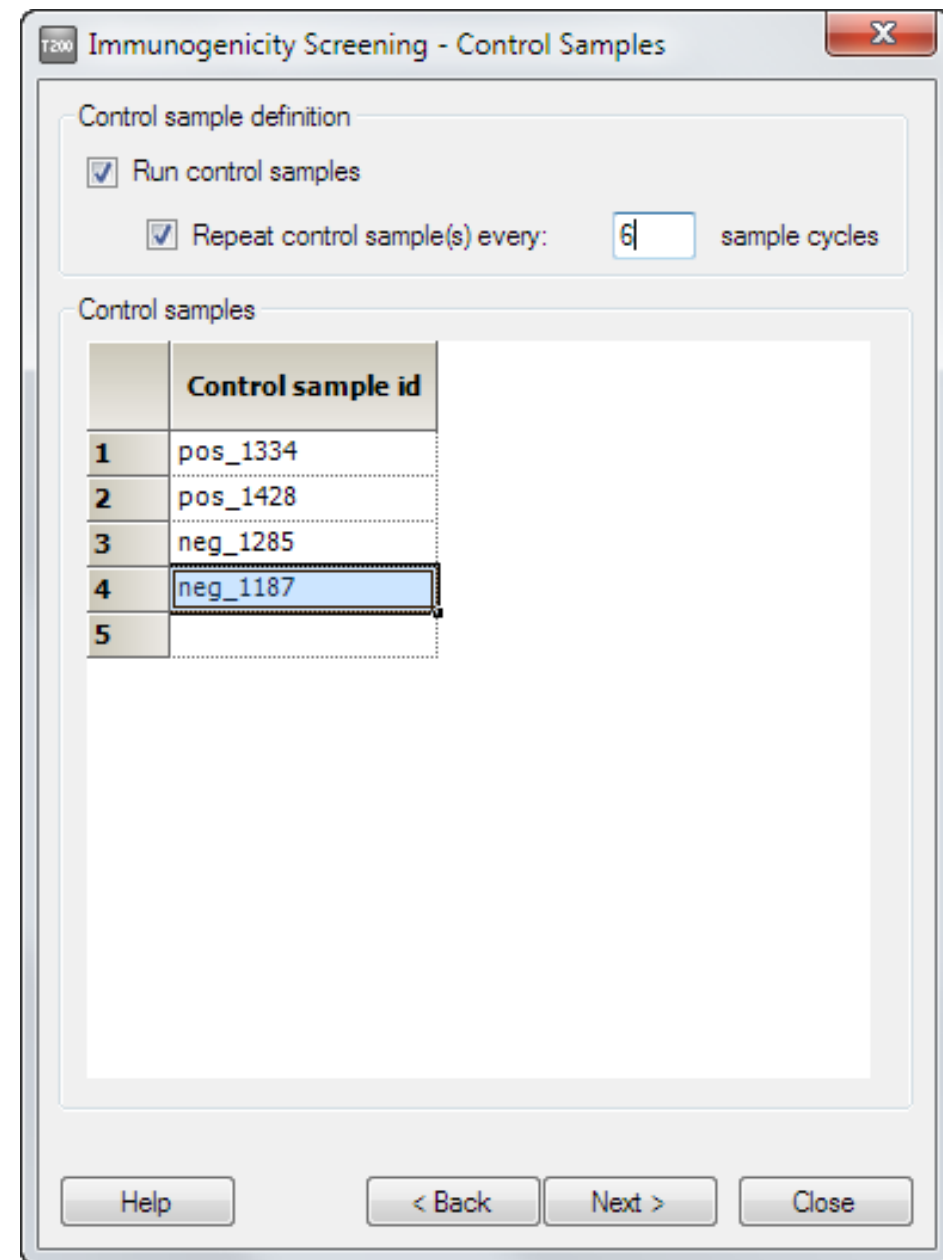 T200 Immunogenicity Screening - Control Samples
Control sample definition
Run control samples
Repeat control sample(s) every: 6 sample cycles
Control samples
Control sample id
1 pos_1334
2 pos_1428
3 neg_1285
4 neg_1187
5
Help < Back Next > Close